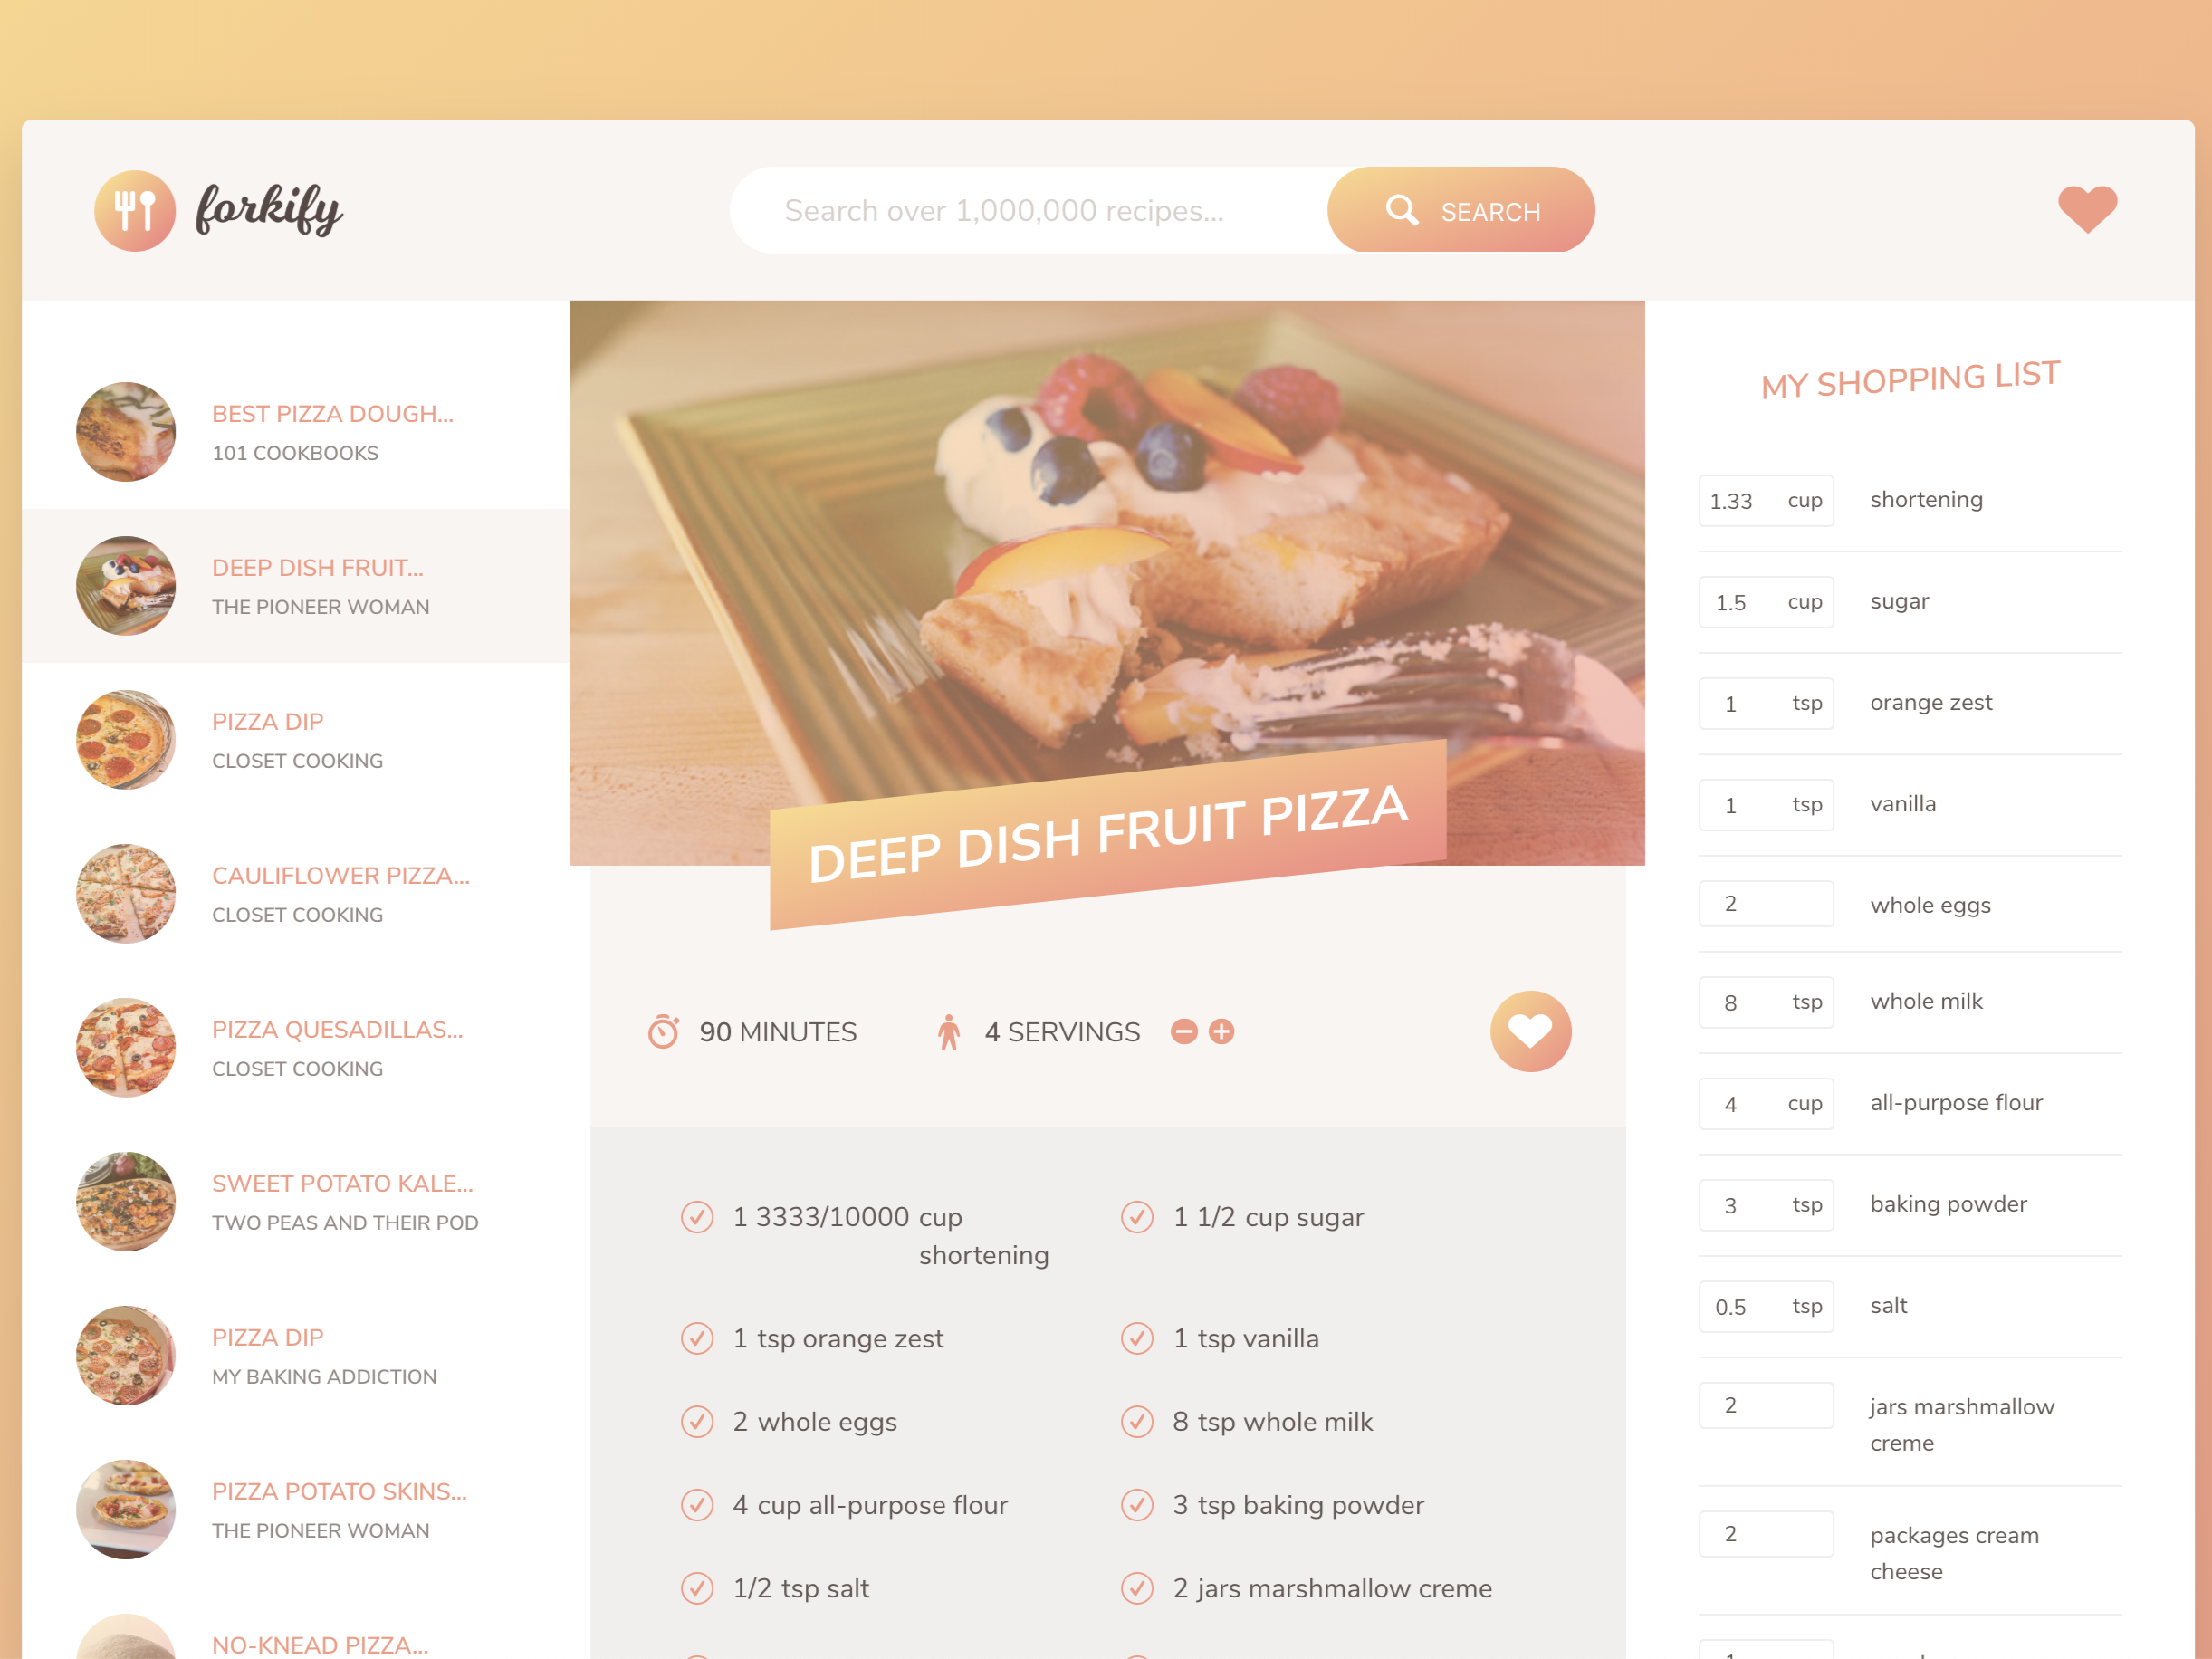 forkify
Search over 1,000,000 recipes...
SEARCH
BEST PIZZA DOUGH...
101 COOKBOOKS
DEEP DISH FRUIT...
THE PIONEER WOMAN
PIZZA DIP
CLOSET COOKING
CAULIFLOWER PIZZA...
CLOSET COOKING
PIZZA QUESADILLAS...
CLOSET COOKING
SWEET POTATO KALE...
TWO PEAS AND THEIR POD
PIZZA DIP
MY BAKING ADDICTION
PIZZA POTATO SKINS...
THE PIONEER WOMAN
NO-KNEAD PIZZA...
DEEP DISH FRUIT PIZZA
90 MINUTES
4 SERVINGS
1 3333/10000 cup
shortening
1 1/2 cup sugar
1 tsp orange zest
1 tsp vanilla
2 whole eggs
8 tsp whole milk
4 cup all-purpose flour
3 tsp baking powder
1/2 tsp salt
2 jars marshmallow creme
MY SHOPPING LIST
1.33 cup shortening
1.5 cup sugar
1 tsp orange zest
1 tsp vanilla
2 whole eggs
8 tsp whole milk
4 cup all-purpose flour
3 tsp baking powder
0.5 tsp salt
2 jars marshmallow
creme
2 packages cream
cheese